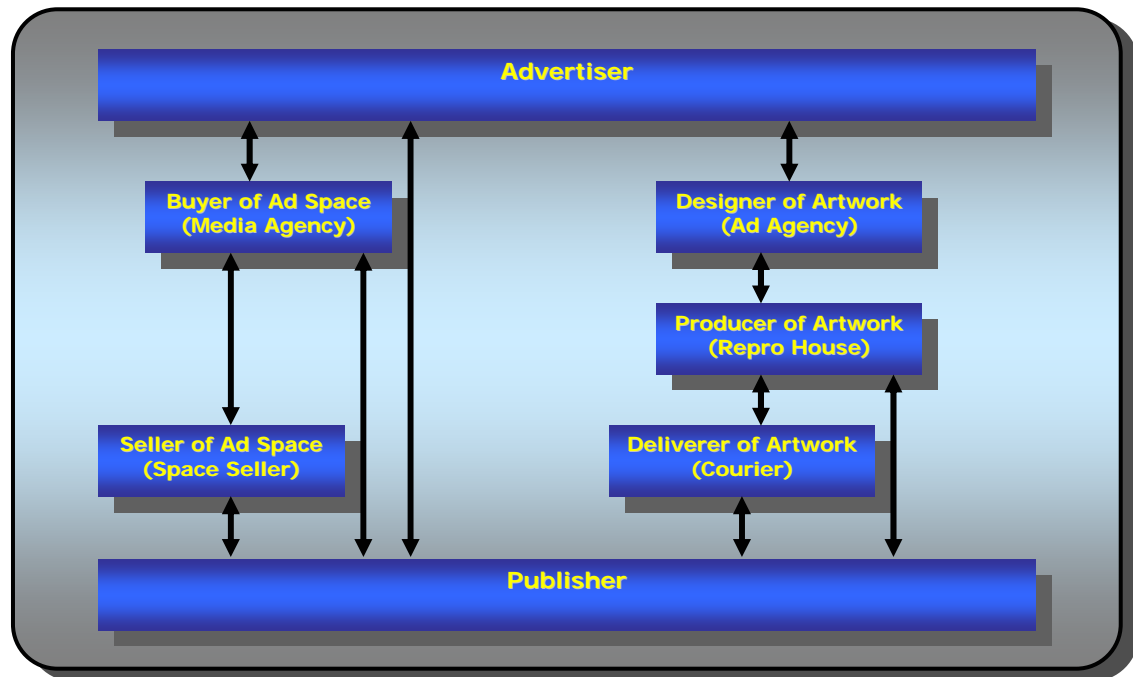 Advertiser
Buyer of Ad Space
(Media Agency)
Designer of Artwork
(Ad Agency)
Producer of Artwork
(Repro House)
Seller of Ad Space
(Space Seller)
Deliverer of Artwork
(Courier)
Publisher